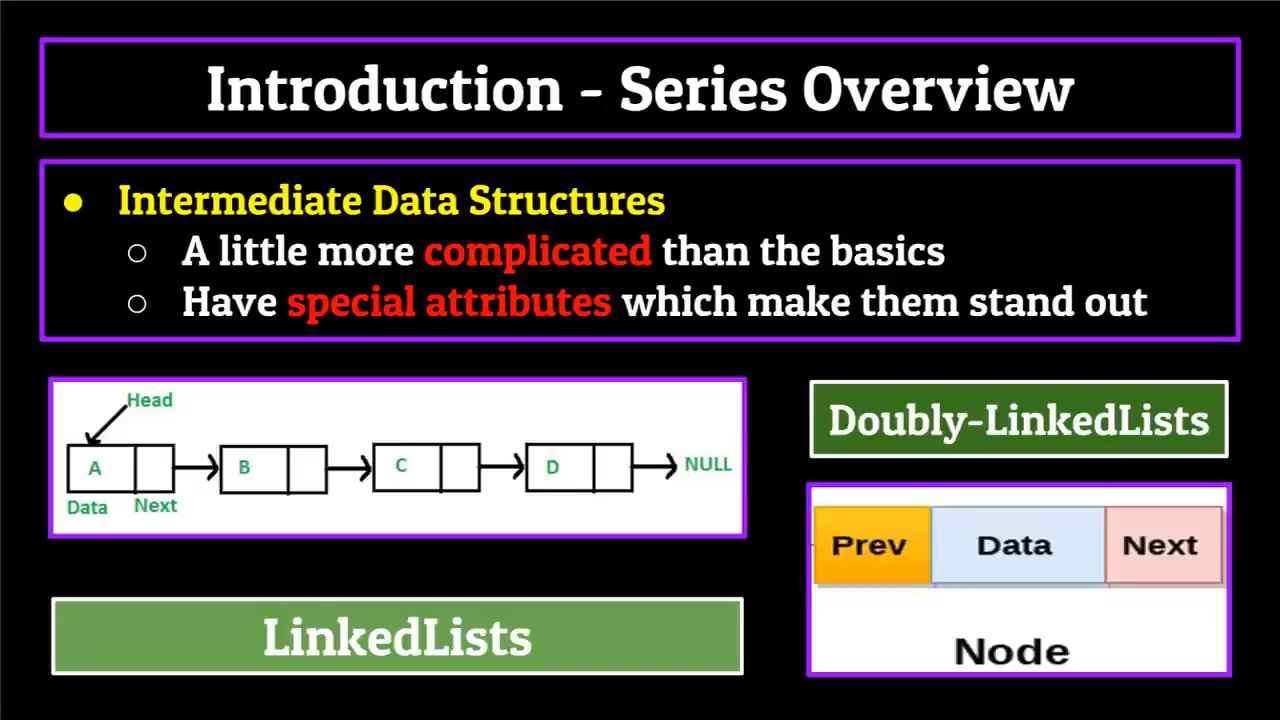 Introduction - Series Overview
● Intermediate Data Structures
○ A little more complicated than the basics
○ Have special attributes which make them stand out
Head
A B C D NULL
Data Next
LinkedLists
Doubly-LinkedLists
Prev Data Next
Node